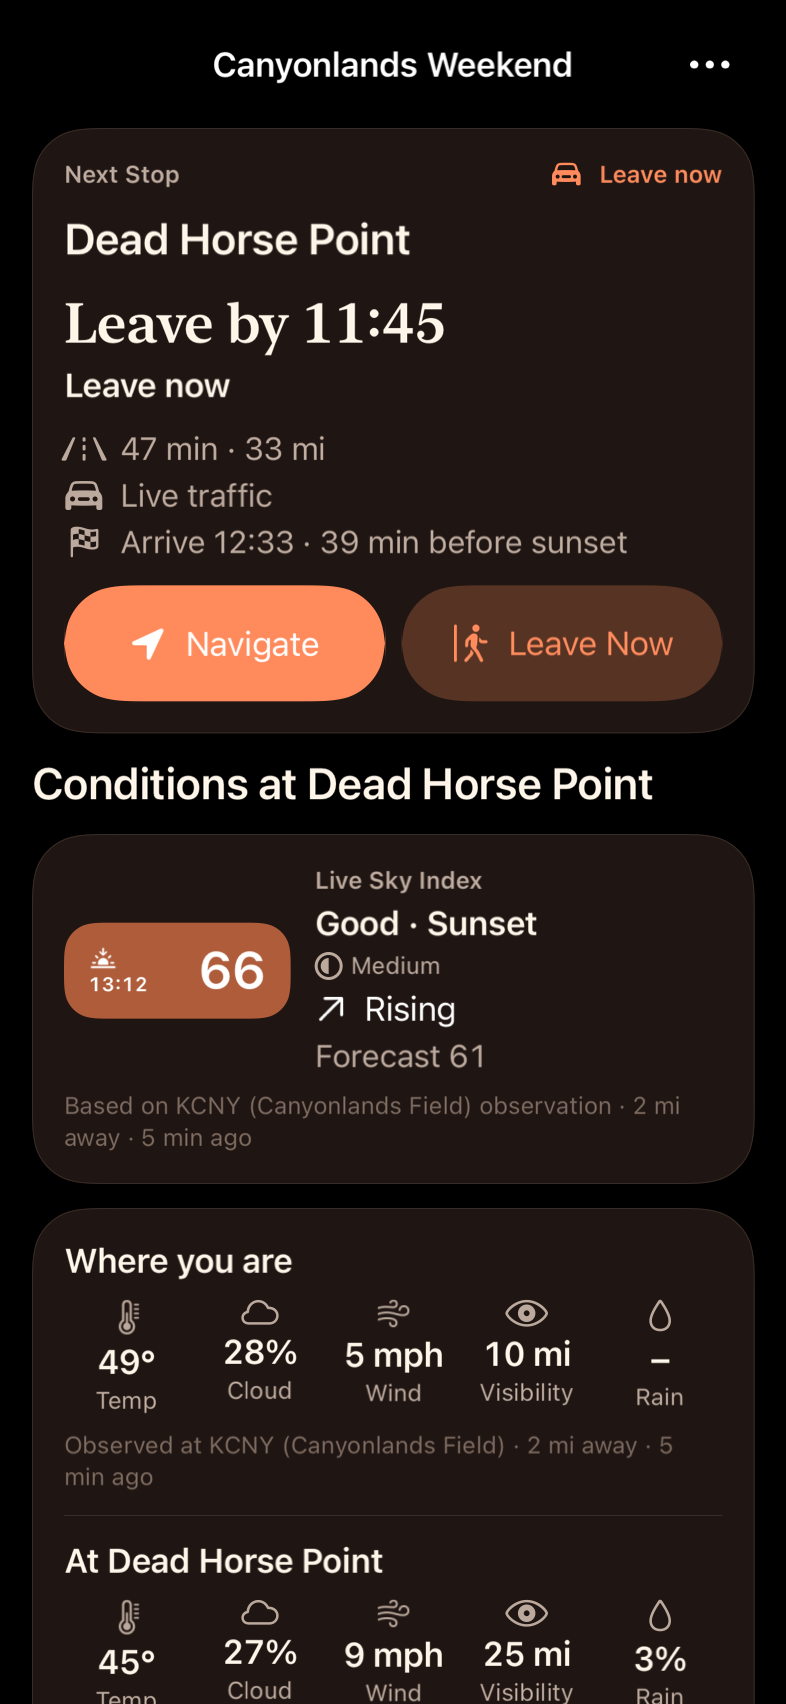 Canyonlands Weekend
Next Stop
Leave now
Dead Horse Point
Leave by 11:45
Leave now
47 min · 33 mi
Live traffic
Arrive 12:33 · 39 min before sunset
Navigate
Leave Now
Conditions at Dead Horse Point
13:12
66
Live Sky Index
Good · Sunset
Medium
Rising
Forecast 61
Based on KCNY (Canyonlands Field) observation · 2 mi
away · 5 min ago
Where you are
49° 28% 5 mph 10 mi –
Temp Cloud Wind Visibility Rain
Observed at KCNY (Canyonlands Field) · 2 mi away · 5
min ago
At Dead Horse Point
45° 27% 9 mph 25 mi 3%
Temp Cloud Wind Visibility Rain